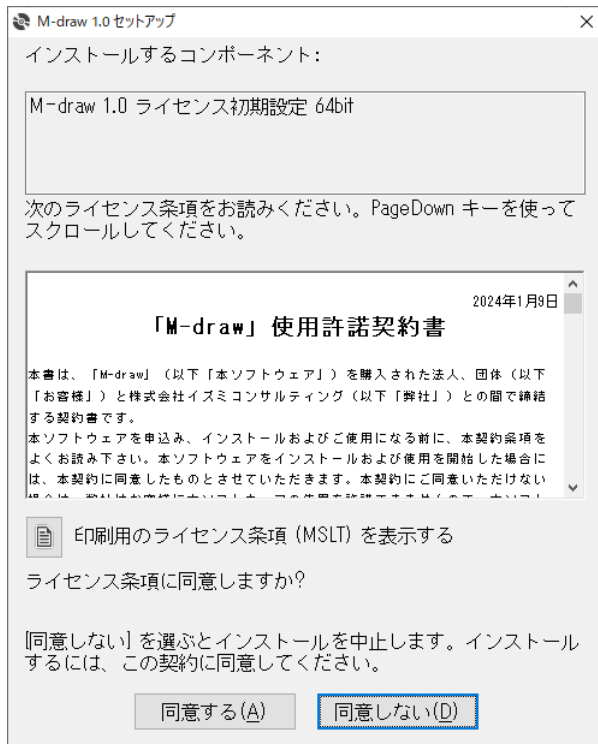 M-draw 1.0 セットアップ
インストールするコンポーネント:
M-draw 1.0 ライセンス初期設定 64bit
次のライセンス条項をお読みください。PageDown キーを使って
スクロールしてください。
2024年1月9日
「M-draw」使用許諾契約書
本書は、「M-draw」（以下「本ソフトウェア」）を購入された法人、団体（以下
「お客様」）と株式会社イズミコンサルティング（以下「弊社」）との間で締結
する契約書です。
本ソフトウェアを申込み、インストールおよびご使用になる前に、本契約条項を
よくお読み下さい。本ソフトウェアをインストールおよび使用を開始した場合に
は、本契約に同意したものとさせていただきます。本契約にご同意いただけない
印刷用のライセンス条項 (MSLT) を表示する
ライセンス条項に同意しますか?
[同意しない] を選ぶとインストールを中止します。インストール
するには、この契約に同意してください。
同意する(A)
同意しない(D)